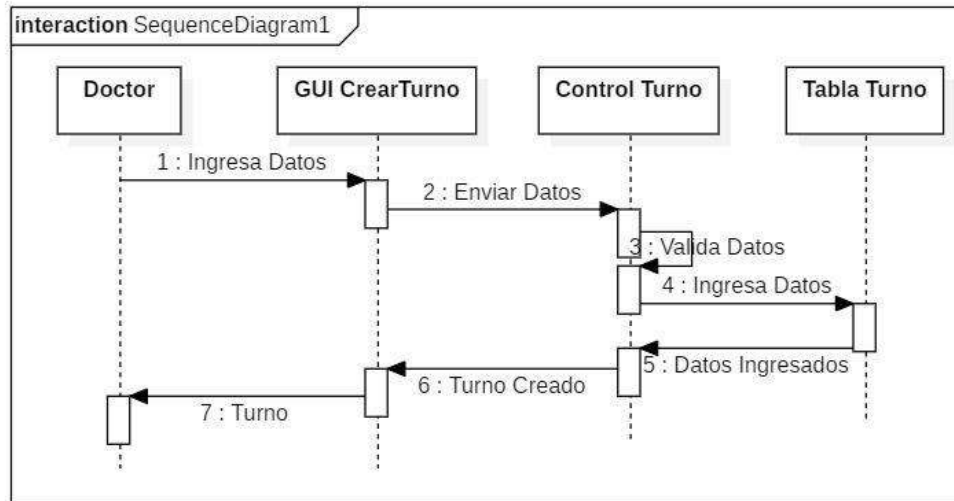 interaction SequenceDiagram1
Doctor
GUI CrearTurno
Control Turno
Tabla Turno
1 : Ingresa Datos
2 : Enviar Datos
3 : Valida Datos
4 : Ingresa Datos
5 : Datos Ingresados
6 : Turno Creado
7 : Turno